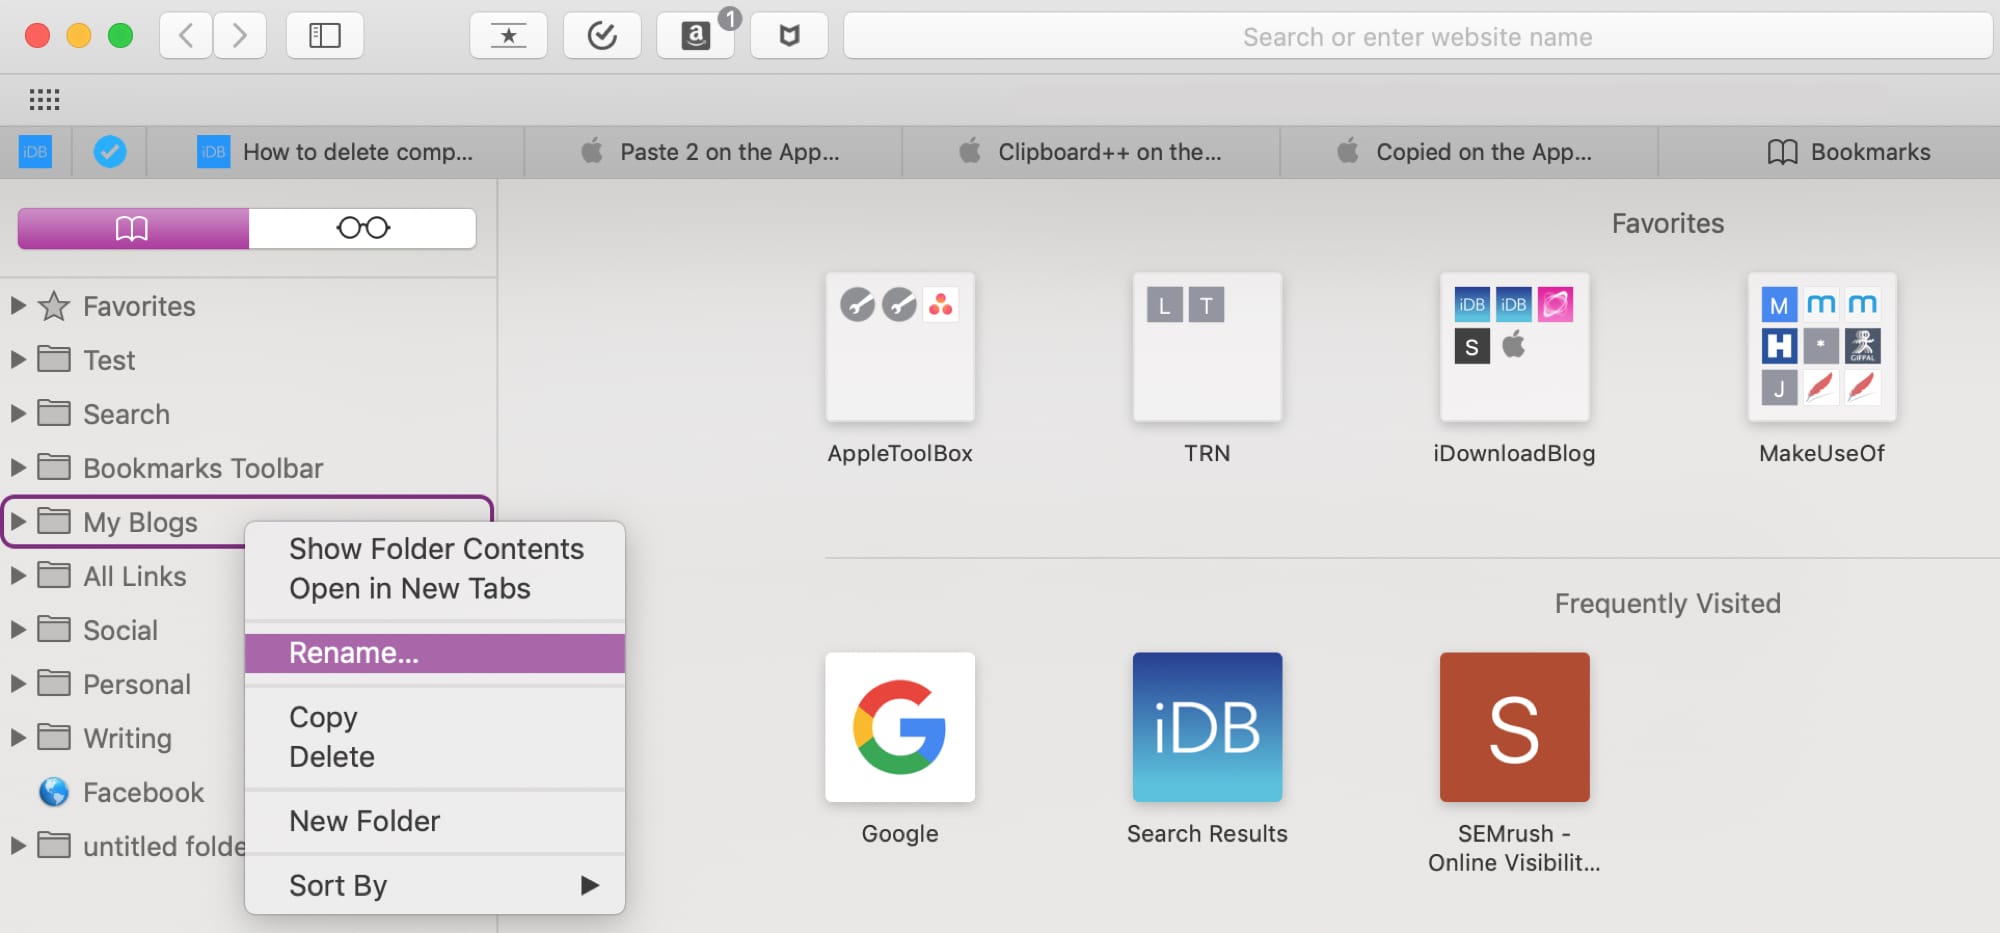 a
1
Search or enter website name
iDB
iDB
How to delete comp...
Paste 2 on the App...
Clipboard++ on the...
Copied on the App...
Bookmarks
Favorites
Test
Search
Bookmarks Toolbar
My Blogs
All Links
Social
Personal
Writing
Facebook
untitled folde
Show Folder Contents
Open in New Tabs
Rename...
Copy
Delete
New Folder
Sort By
Favorites
L T
iDB iDB
S
M m m
H *
GIFPAL
J
AppleToolBox
TRN
iDownloadBlog
MakeUseOf
Frequently Visited
G
iDB
S
Google
Search Results
SEMrush -
Online Visibilit...